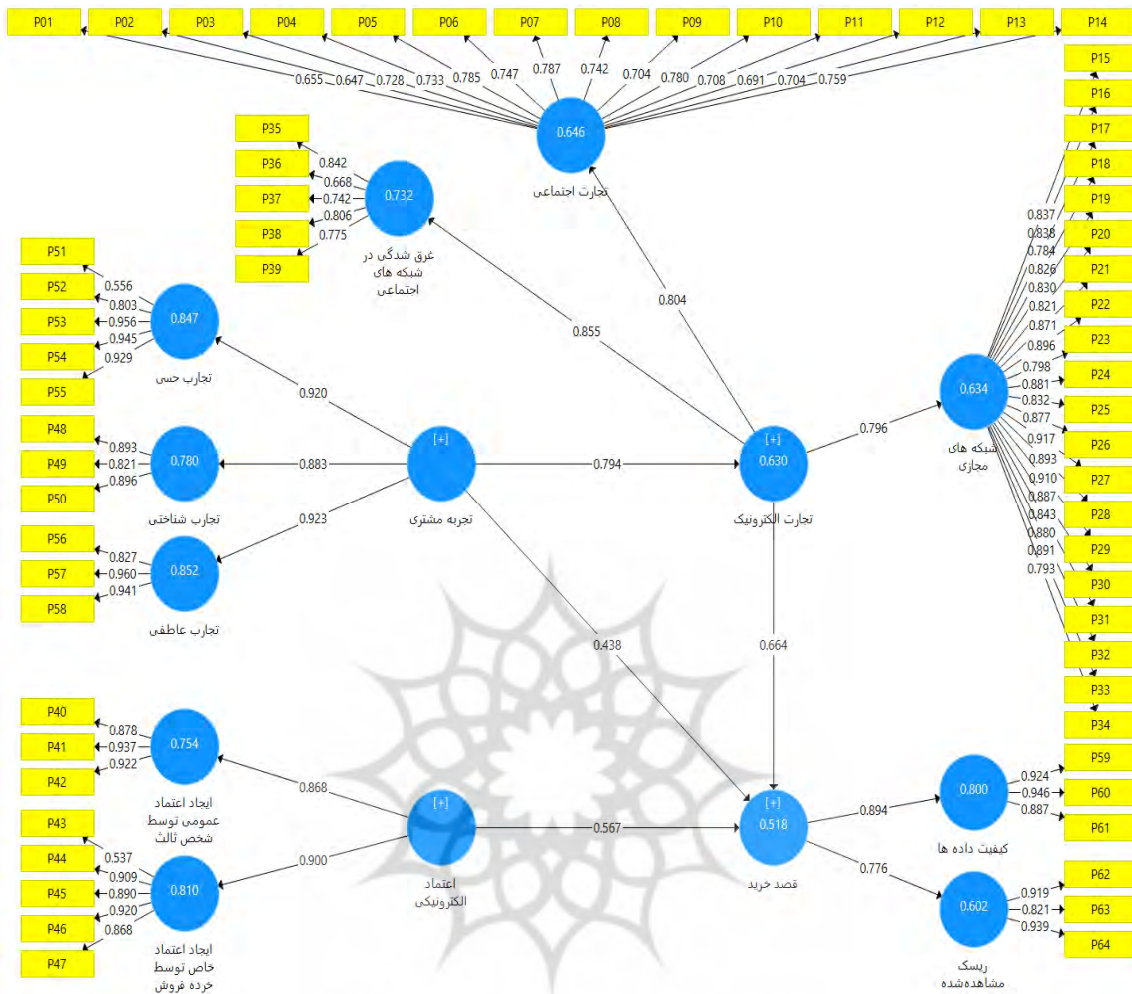 P01 P02 P03 P04 P05 P06 P07 P08 P09 P10 P11 P12 P13 P14
0.655 0.647 0.728 0.733 0.785 0.747 0.787 0.742 0.704 0.780 0.708 0.691 0.704 0.759
0.646
تجارت اجتماعی
P35
P36
P37
P38
P39
0.842
0.668
0.742
0.806
0.775
0.732
غرق شدگی در
شبکه های
اجتماعی
0.804
0.855
P15
P16
P17
P18
P19
P20
P21
P22
P23
P24
P25
P26
P27
P28
P29
P30
P31
P32
P33
P34
0.837
0.838
0.784
0.826
0.830
0.821
0.871
0.896
0.798
0.881
0.832
0.877
0.917
0.893
0.910
0.887
0.843
0.880
0.891
0.793
0.634
شبکه های
مجازی
0.796
P51
P52
P53
P54
P55
0.556
0.803
0.956
0.945
0.929
0.847
تجارب حسی
0.920
P48
P49
P50
0.893
0.821
0.896
0.780
تجارب شناختی
0.883
[+]
تجربه مشتری
0.794
[+]
0.630
تجارت الکترونیک
P56
P57
P58
0.827
0.960
0.941
0.852
تجارب عاطفی
0.923
0.438
0.664
P40
P41
P42
0.878
0.937
0.922
0.754
ایجاد اعتماد
عمومی توسط
شخص ثالث
0.868
P43
P44
P45
P46
P47
0.537
0.909
0.890
0.920
0.868
0.810
ایجاد اعتماد
خاص توسط
خرده فروش
0.900
[+]
اعتماد
الکترونیکی
0.567
[+]
0.518
قصد خرید
0.894
0.776
0.800
کیفیت داده ها
P59
P60
P61
0.924
0.946
0.887
0.602
ریسک
مشاهده‌شده
P62
P63
P64
0.919
0.821
0.939